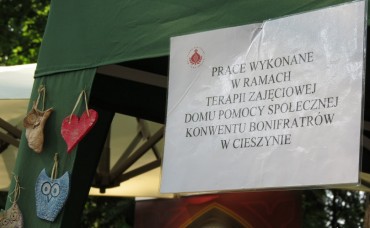 PRACE WYKONANE
W RAMACH
TERAPII ZAJĘCIOWEJ
DOMU POMOCY SPOŁECZNEJ
KONWENTU BONIFRATRÓW
W CIESZYNIE